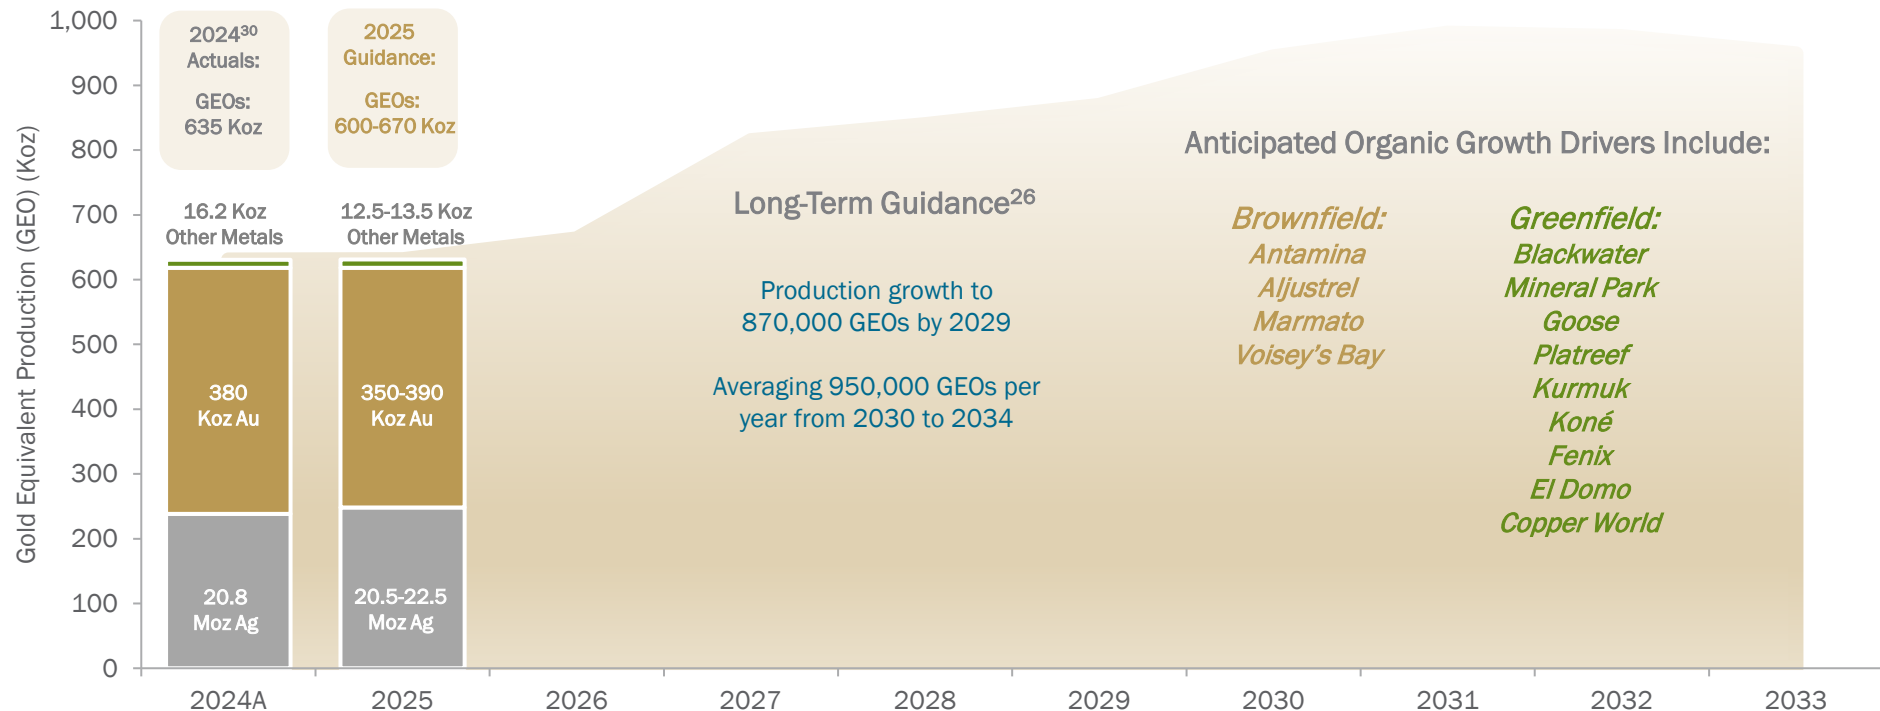 Gold Equivalent Production (GEO) (Koz)
1,000
900
800
700
600
500
400
300
200
100
0
2024³⁰
Actuals:
GEOs:
635 Koz
2025
Guidance:
GEOs:
600-670 Koz
16.2 Koz
Other Metals
12.5-13.5 Koz
Other Metals
380
Koz Au
350-390
Koz Au
20.8
Moz Ag
20.5-22.5
Moz Ag
Long-Term Guidance²⁶
Production growth to
870,000 GEOs by 2029
Averaging 950,000 GEOs per
year from 2030 to 2034
Anticipated Organic Growth Drivers Include:
Brownfield:
Antamina
Aljustrel
Marmato
Voisey's Bay
Greenfield:
Blackwater
Mineral Park
Goose
Platreef
Kurmuk
Koné
Fenix
El Domo
Copper World
2024A
2025
2026
2027
2028
2029
2030
2031
2032
2033